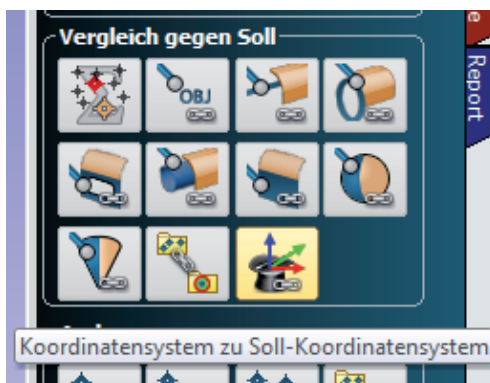 Vergleich gegen Soll
OBJ
Report
Koordinatensystem zu Soll-Koordinatensystem